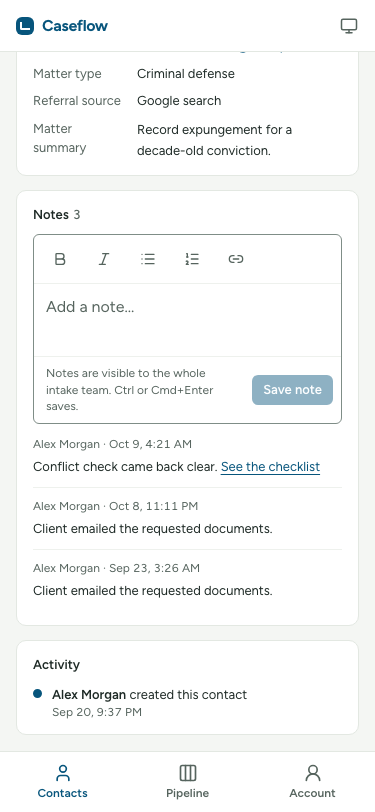 Caseflow
Matter type Criminal defense
Referral source Google search
Matter summary Record expungement for a decade-old conviction.
Notes 3
Add a note...
Notes are visible to the whole
intake team. Ctrl or Cmd+Enter
saves.
Save note
Alex Morgan · Oct 9, 4:21 AM
Conflict check came back clear. See the checklist
Alex Morgan · Oct 8, 11:11 PM
Client emailed the requested documents.
Alex Morgan · Sep 23, 3:26 AM
Client emailed the requested documents.
Activity
Alex Morgan created this contact
Sep 20, 9:37 PM
Contacts Pipeline Account